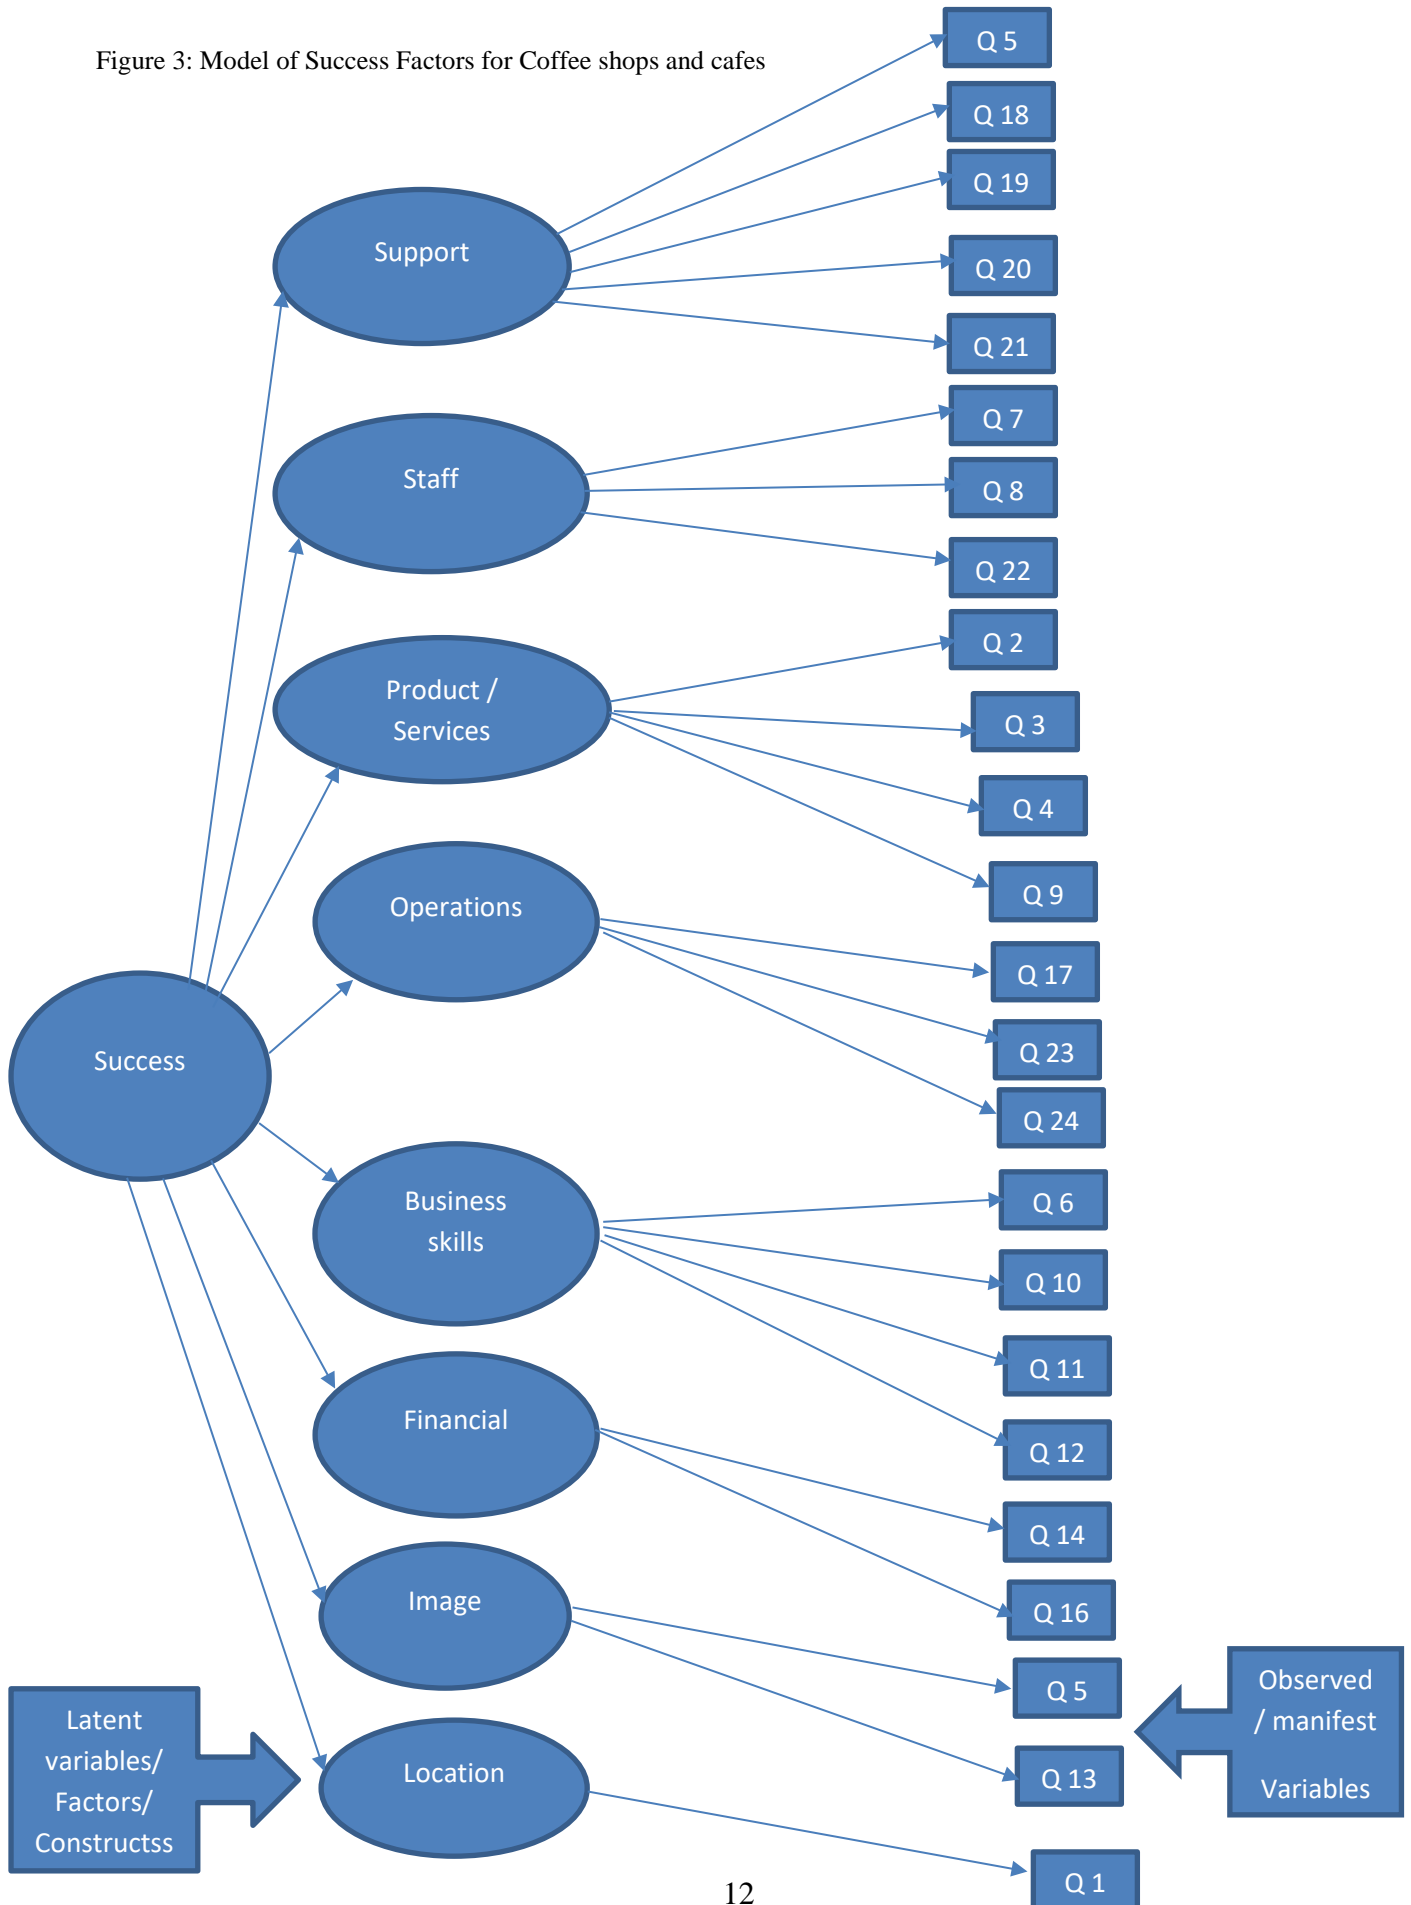 Figure 3: Model of Success Factors for Coffee shops and cafes
Q 5
Q 18
Q 19
Support
Q 20
Q 21
Q 7
Staff
Q 8
Q 22
Q 2
Product /
Services
Q 3
Q 4
Q 9
Operations
Q 17
Q 23
Success
Q 24
Business
skills
Q 6
Q 10
Q 11
Financial
Q 12
Q 14
Image
Q 16
Q 5
Observed
/ manifest
Variables
Latent
variables/
Factors/
Constructss
Location
Q 13
Q 1
12